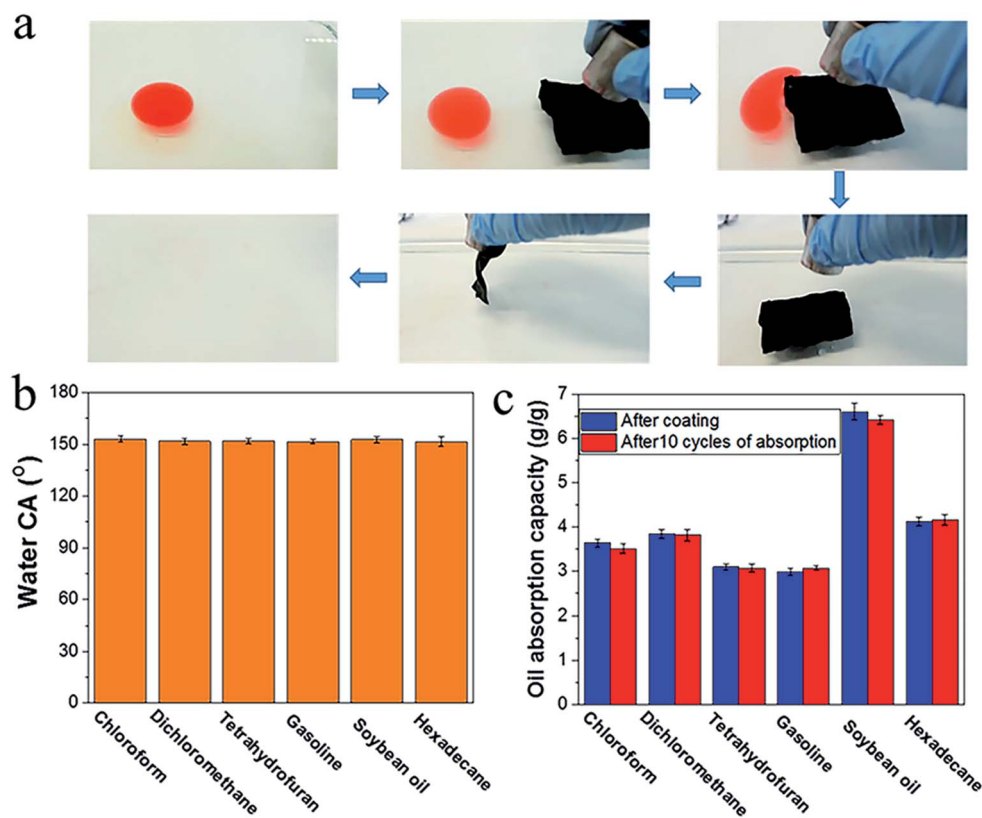 a
b
Water CA (°)
180
150
120
90
60
30
0
Chloroform
Dichloromethane
Tetrahydrofuran
Gasoline
Soybean oil
Hexadecane
c
Oil absorption capacity (g/g)
7
6
5
4
3
2
1
0
After coating
After10 cycles of absorption
Chloroform
Dichloromethane
Tetrahydrofuran
Gasoline
Soybean oil
Hexadecane